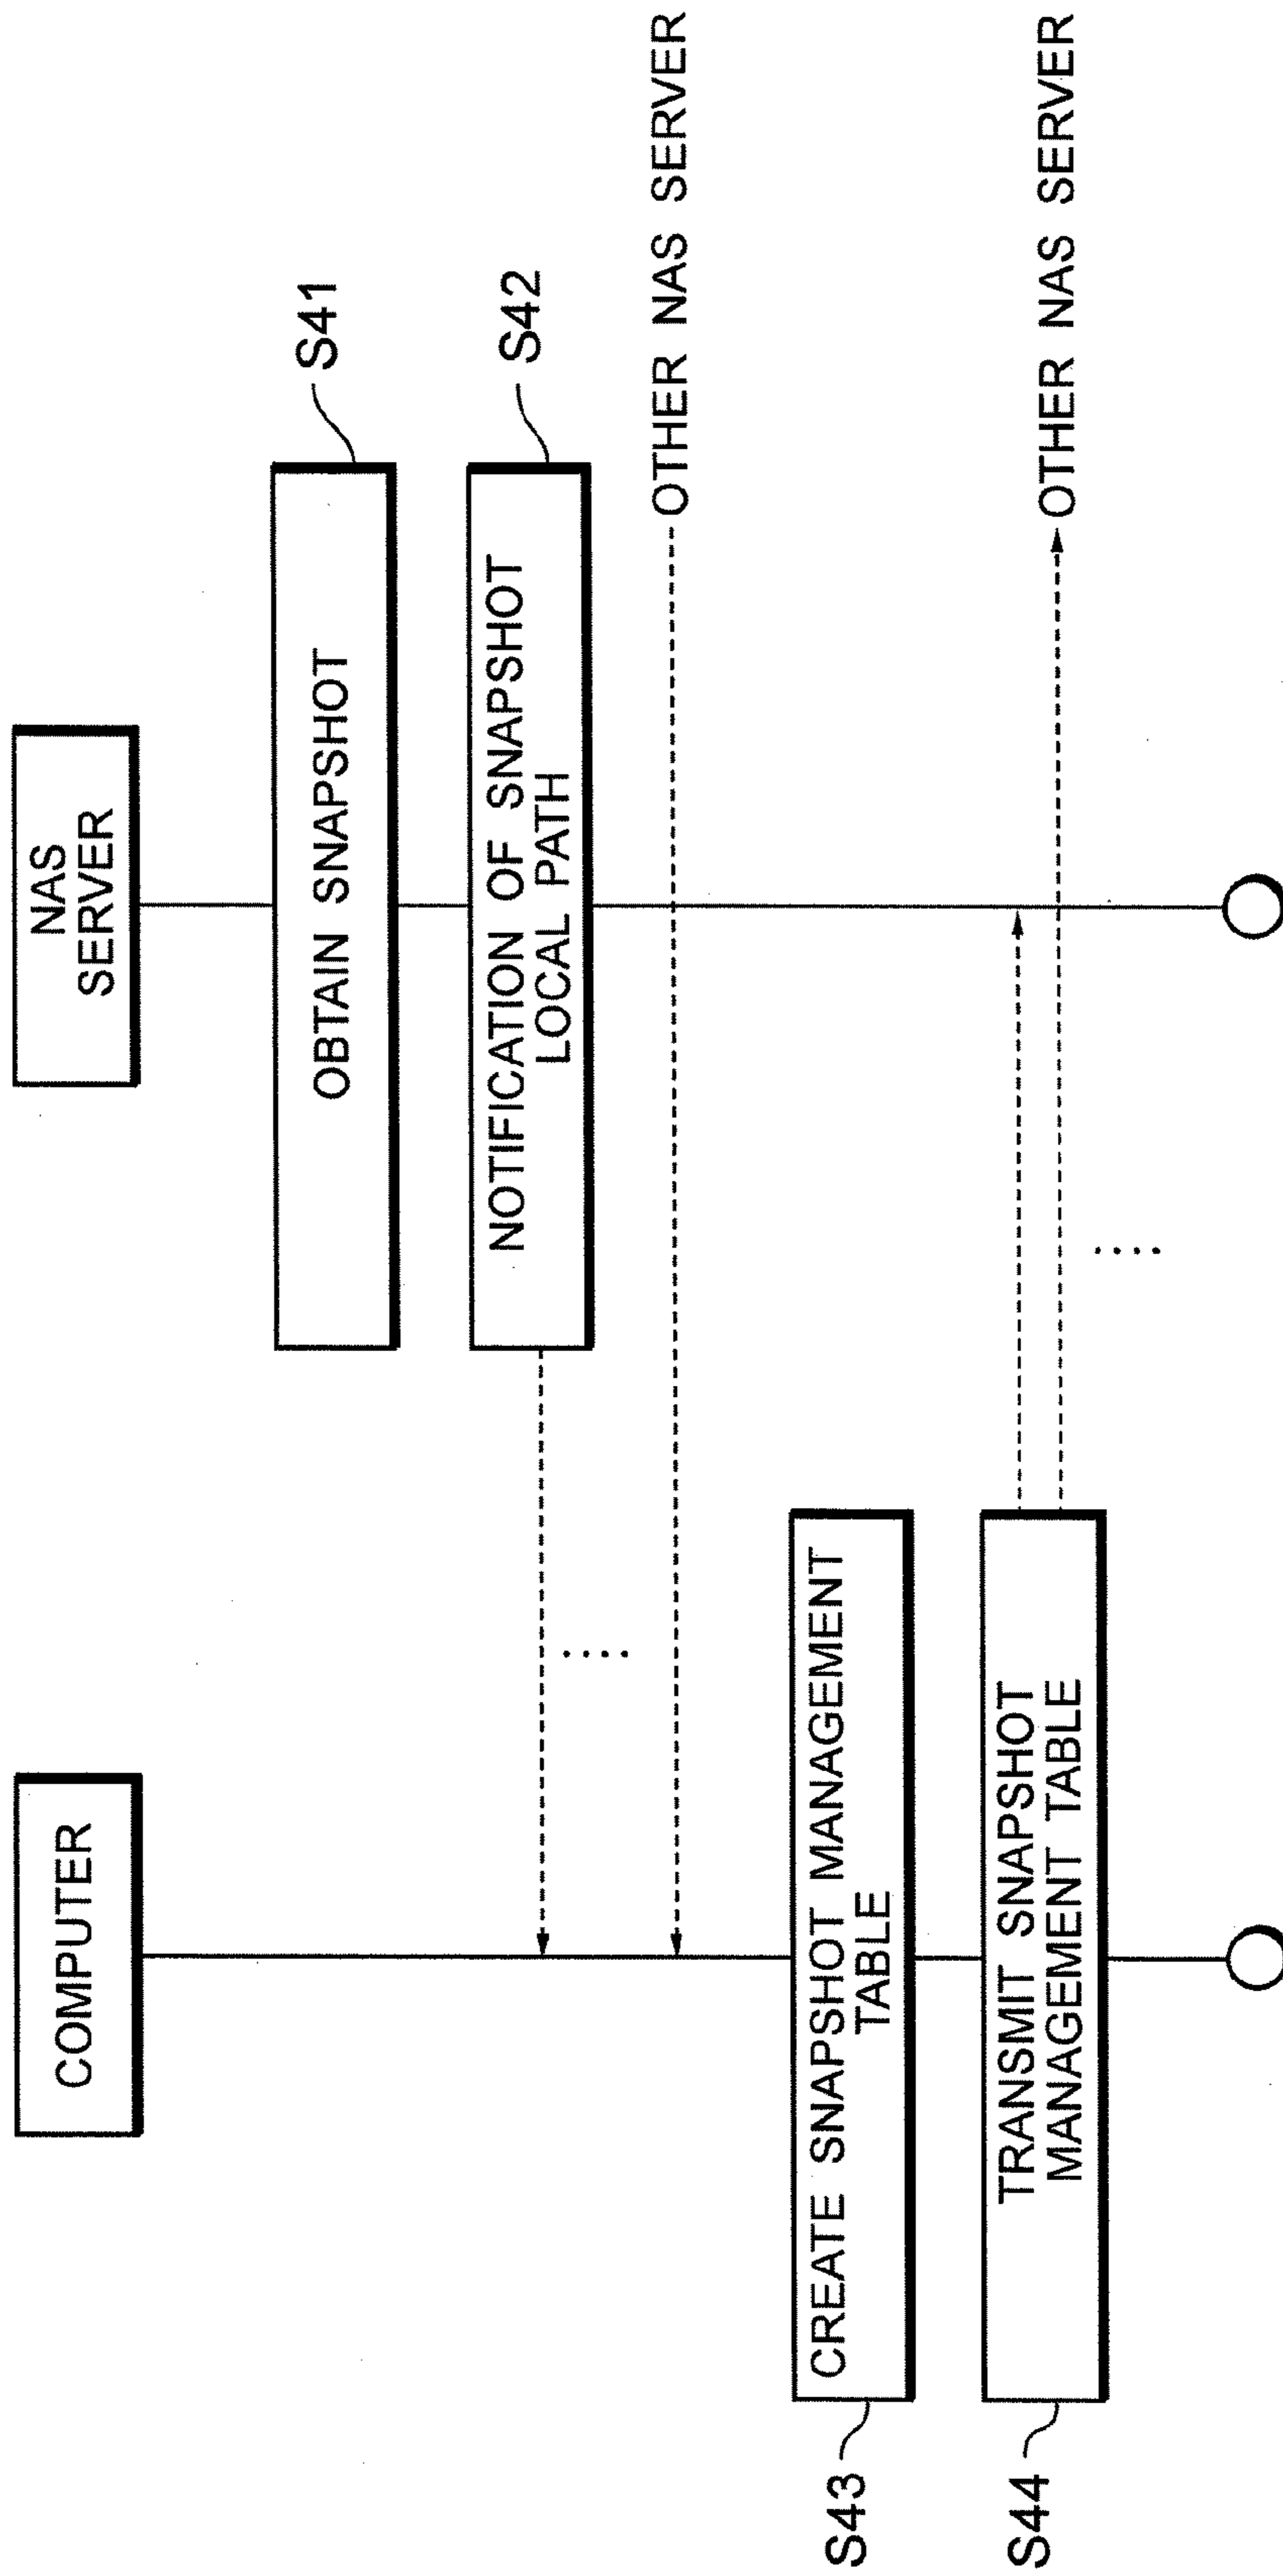 COMPUTER
NAS
SERVER
OBTAIN SNAPSHOT
S41
NOTIFICATION OF SNAPSHOT
LOCAL PATH
S42
OTHER NAS SERVER
S43
CREATE SNAPSHOT MANAGEMENT
TABLE
S44
TRANSMIT SNAPSHOT
MANAGEMENT TABLE
OTHER NAS SERVER